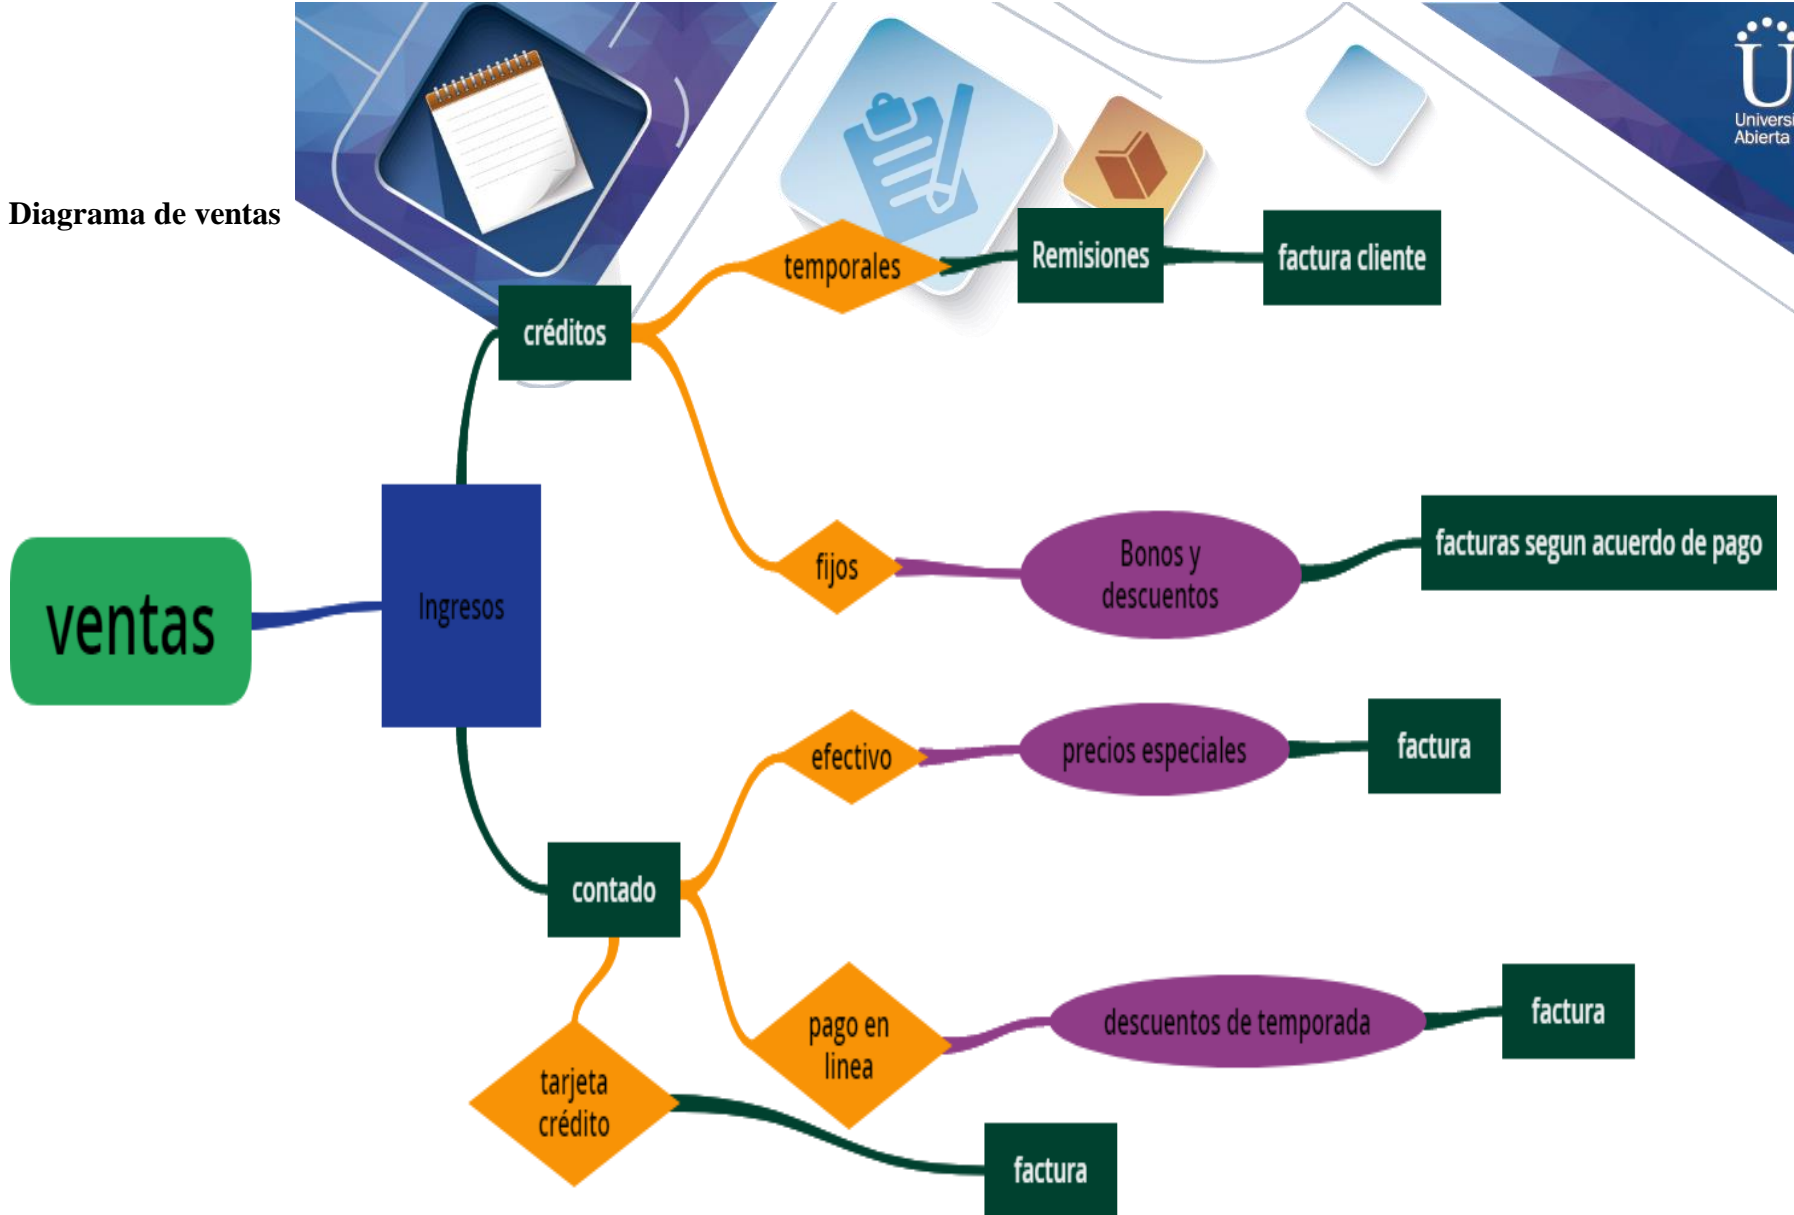 Universi
Abierta
Diagrama de ventas
temporales
Remisiones
factura cliente
créditos
fijos
Bonos y
descuentos
facturas segun acuerdo de pago
ventas
Ingresos
efectivo
precios especiales
factura
contado
pago en
linea
descuentos de temporada
factura
tarjeta
crédito
factura